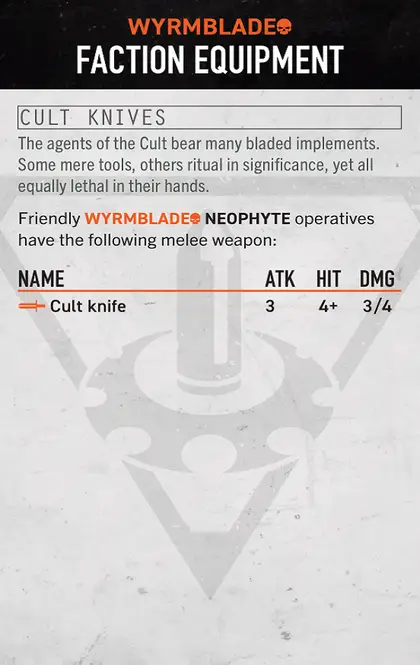 WYRMBLADE
FACTION EQUIPMENT
CULT KNIVES
The agents of the Cult bear many bladed implements.
Some mere tools, others ritual in significance, yet all
equally lethal in their hands.
Friendly WYRMBLADE NEOPHYTE operatives
have the following melee weapon:
NAME ATK HIT DMG
Cult knife 3 4+ 3/4